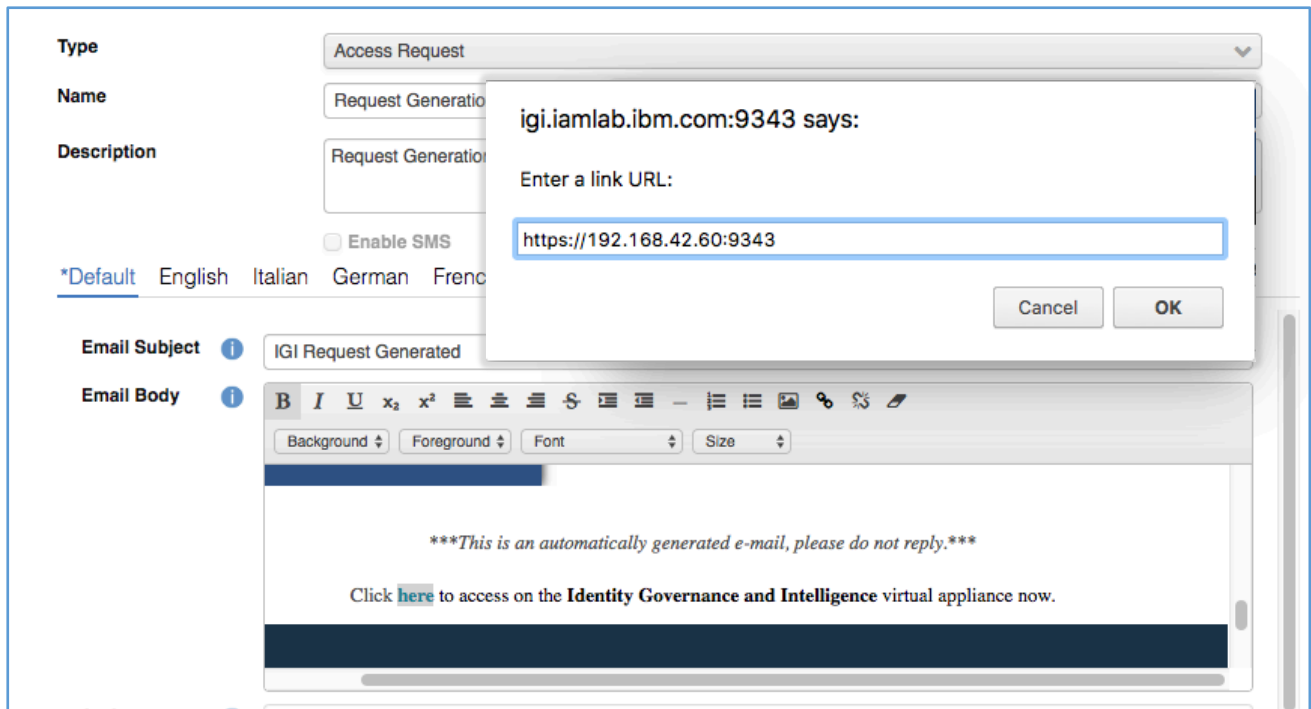 Type
Access Request
Name
Request Generatio
igi.iamlab.ibm.com:9343 says:
Description
Request Generation
Enter a link URL:
https://192.168.42.60:9343
Enable SMS
*Default English Italian German Frenc
Cancel OK
Email Subject i IGI Request Generated
Email Body i
B I U x₂ x² S
Background Foreground Font Size
***This is an automatically generated e-mail, please do not reply.***
Click here to access on the Identity Governance and Intelligence virtual appliance now.